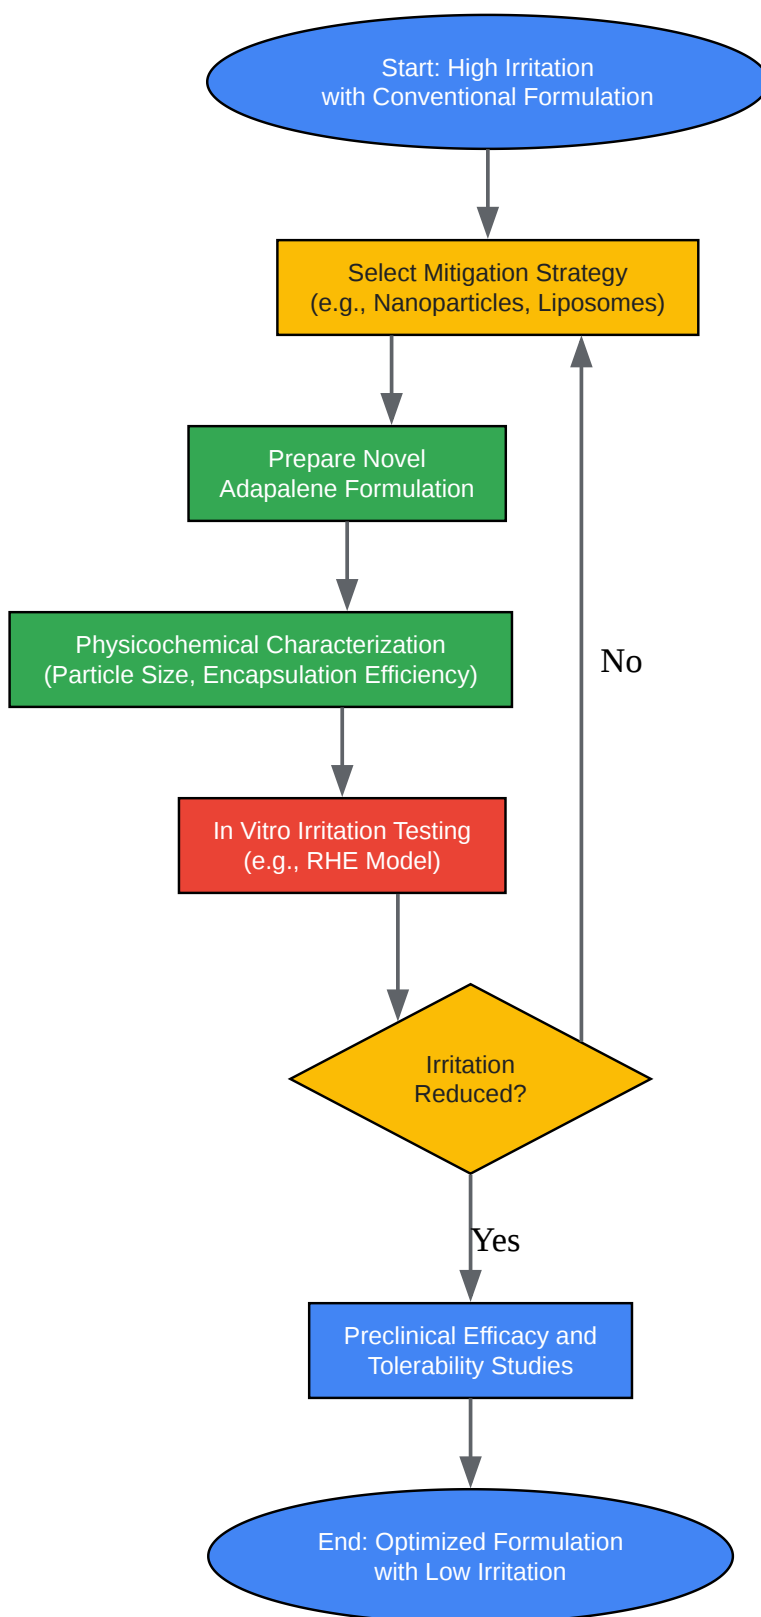 Start: High Irritation
with Conventional Formulation
Select Mitigation Strategy
(e.g., Nanoparticles, Liposomes)
Prepare Novel
Adapalene Formulation
Physicochemical Characterization
(Particle Size, Encapsulation Efficiency)
No
In Vitro Irritation Testing
(e.g., RHE Model)
Irritation
Reduced?
Yes
Preclinical Efficacy and
Tolerability Studies
End: Optimized Formulation
with Low Irritation